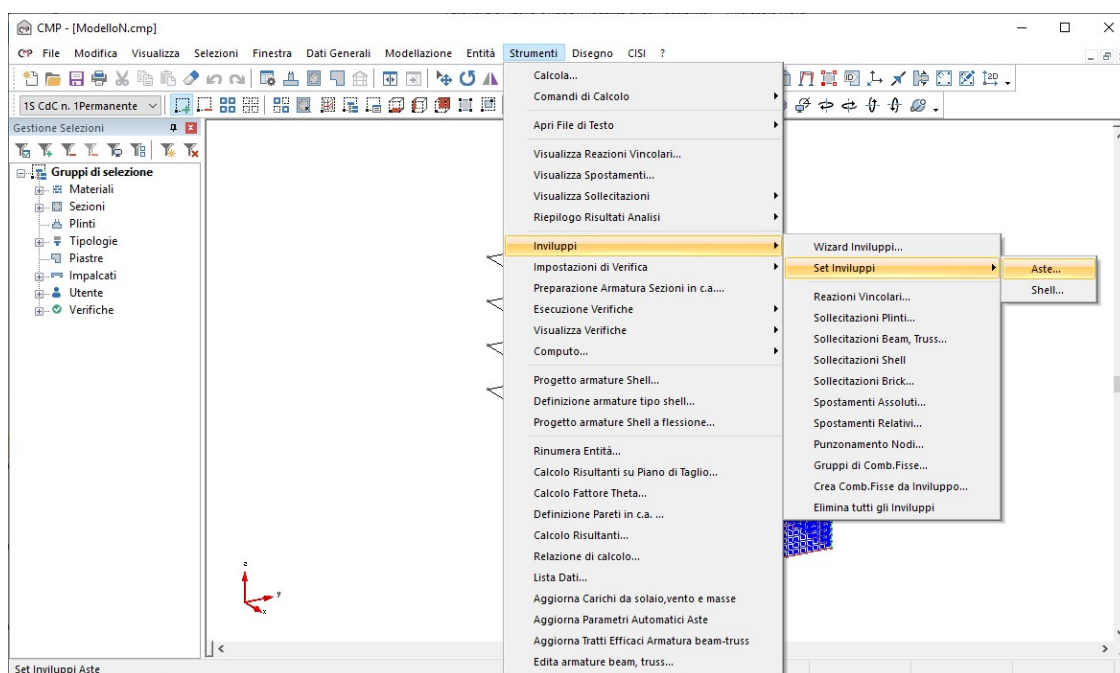 CMP - [ModelloN.cmp]
File Modifica Visualizza Selezioni Finestra Dati Generali Modellazione Entità Strumenti Disegno CISI ?
1S CdC n. 1Permanente
Gestione Selezioni
Gruppi di selezione
Materiali
Sezioni
Plinti
Tipologie
Piastre
Impalcati
Utente
Verifiche
Calcola...
Comandi di Calcolo
Apri File di Testo
Visualizza Reazioni Vincolari...
Visualizza Spostamenti...
Visualizza Sollecitazioni
Riepilogo Risultati Analisi
Inviluppi
Impostazioni di Verifica
Preparazione Armatura Sezioni in c.a....
Esecuzione Verifiche
Visualizza Verifiche
Computo...
Progetto armature Shell...
Definizione armature tipo shell...
Progetto armature Shell a flessione...
Rinumera Entità...
Calcolo Risultanti su Piano di Taglio...
Calcolo Fattore Theta...
Definizione Pareti in c.a. ...
Calcolo Risultanti...
Relazione di calcolo...
Lista Dati...
Aggiorna Carichi da solaio,vento e masse
Aggiorna Parametri Automatici Aste
Aggiorna Tratti Efficaci Armatura beam-truss
Edita armature beam, truss...
Wizard Inviluppi...
Set Inviluppi
Reazioni Vincolari...
Sollecitazioni Plinti...
Sollecitazioni Beam, Truss...
Sollecitazioni Shell
Sollecitazioni Brick...
Spostamenti Assoluti...
Spostamenti Relativi...
Punzonamento Nodi...
Gruppi di Comb.Fisse...
Crea Comb.Fisse da Inviluppo...
Elimina tutti gli Inviluppi
Aste...
Shell...
z
y
x
Set Inviluppi Aste